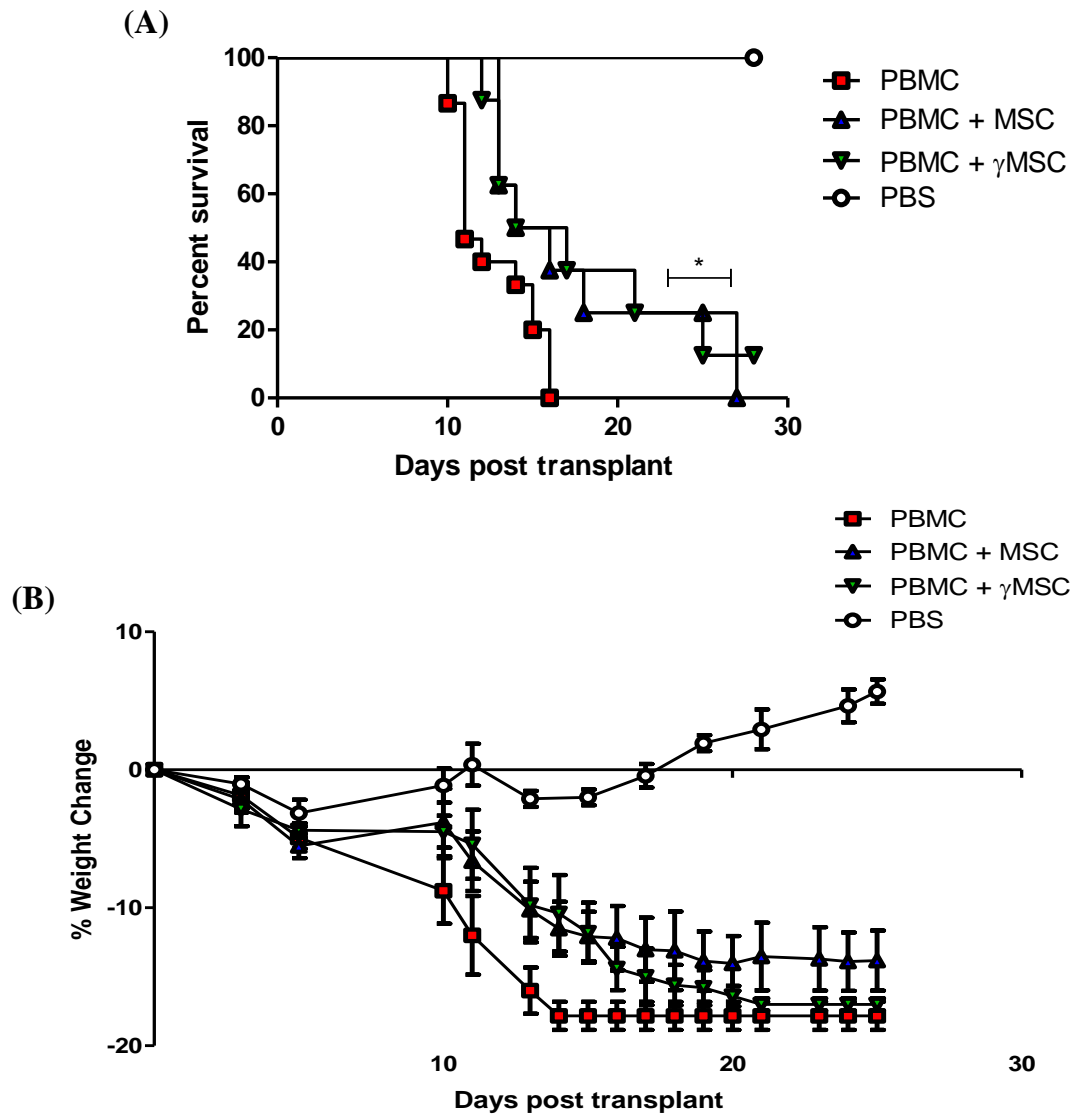 (A)
100
80
60
40
20
0
Percent survival
*
0 10 20 30
Days post transplant
PBMC
PBMC + MSC
PBMC + γMSC
PBS
(B)
PBMC
PBMC + MSC
PBMC + γMSC
PBS
10
0
-10
-20
% Weight Change
10 20 30
Days post transplant